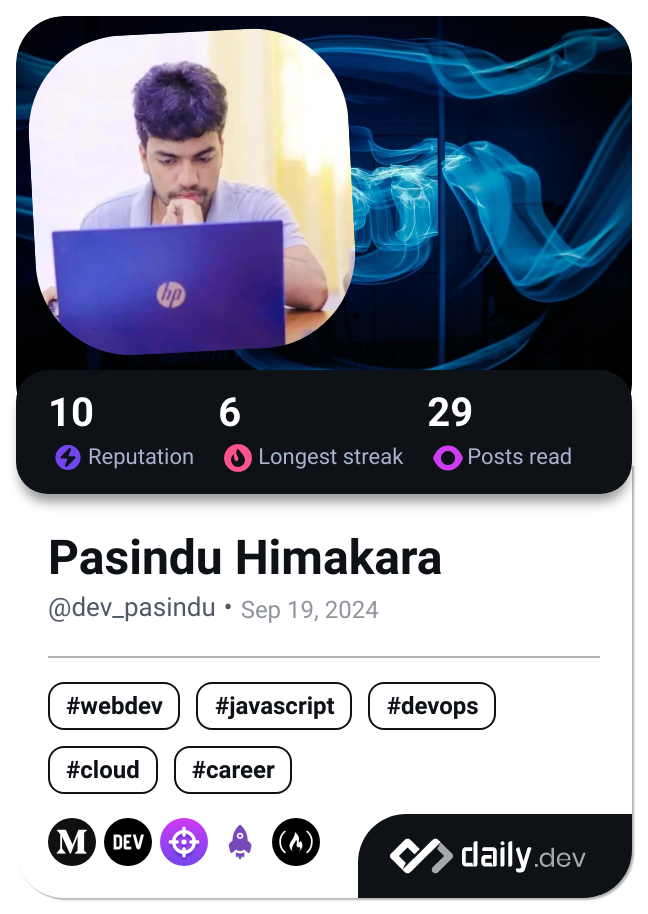 hp
10 6 29
Reputation Longest streak Posts read
Pasindu Himakara
@dev_pasindu • Sep 19, 2024
#webdev #javascript #devops
#cloud #career
M DEV
daily.dev